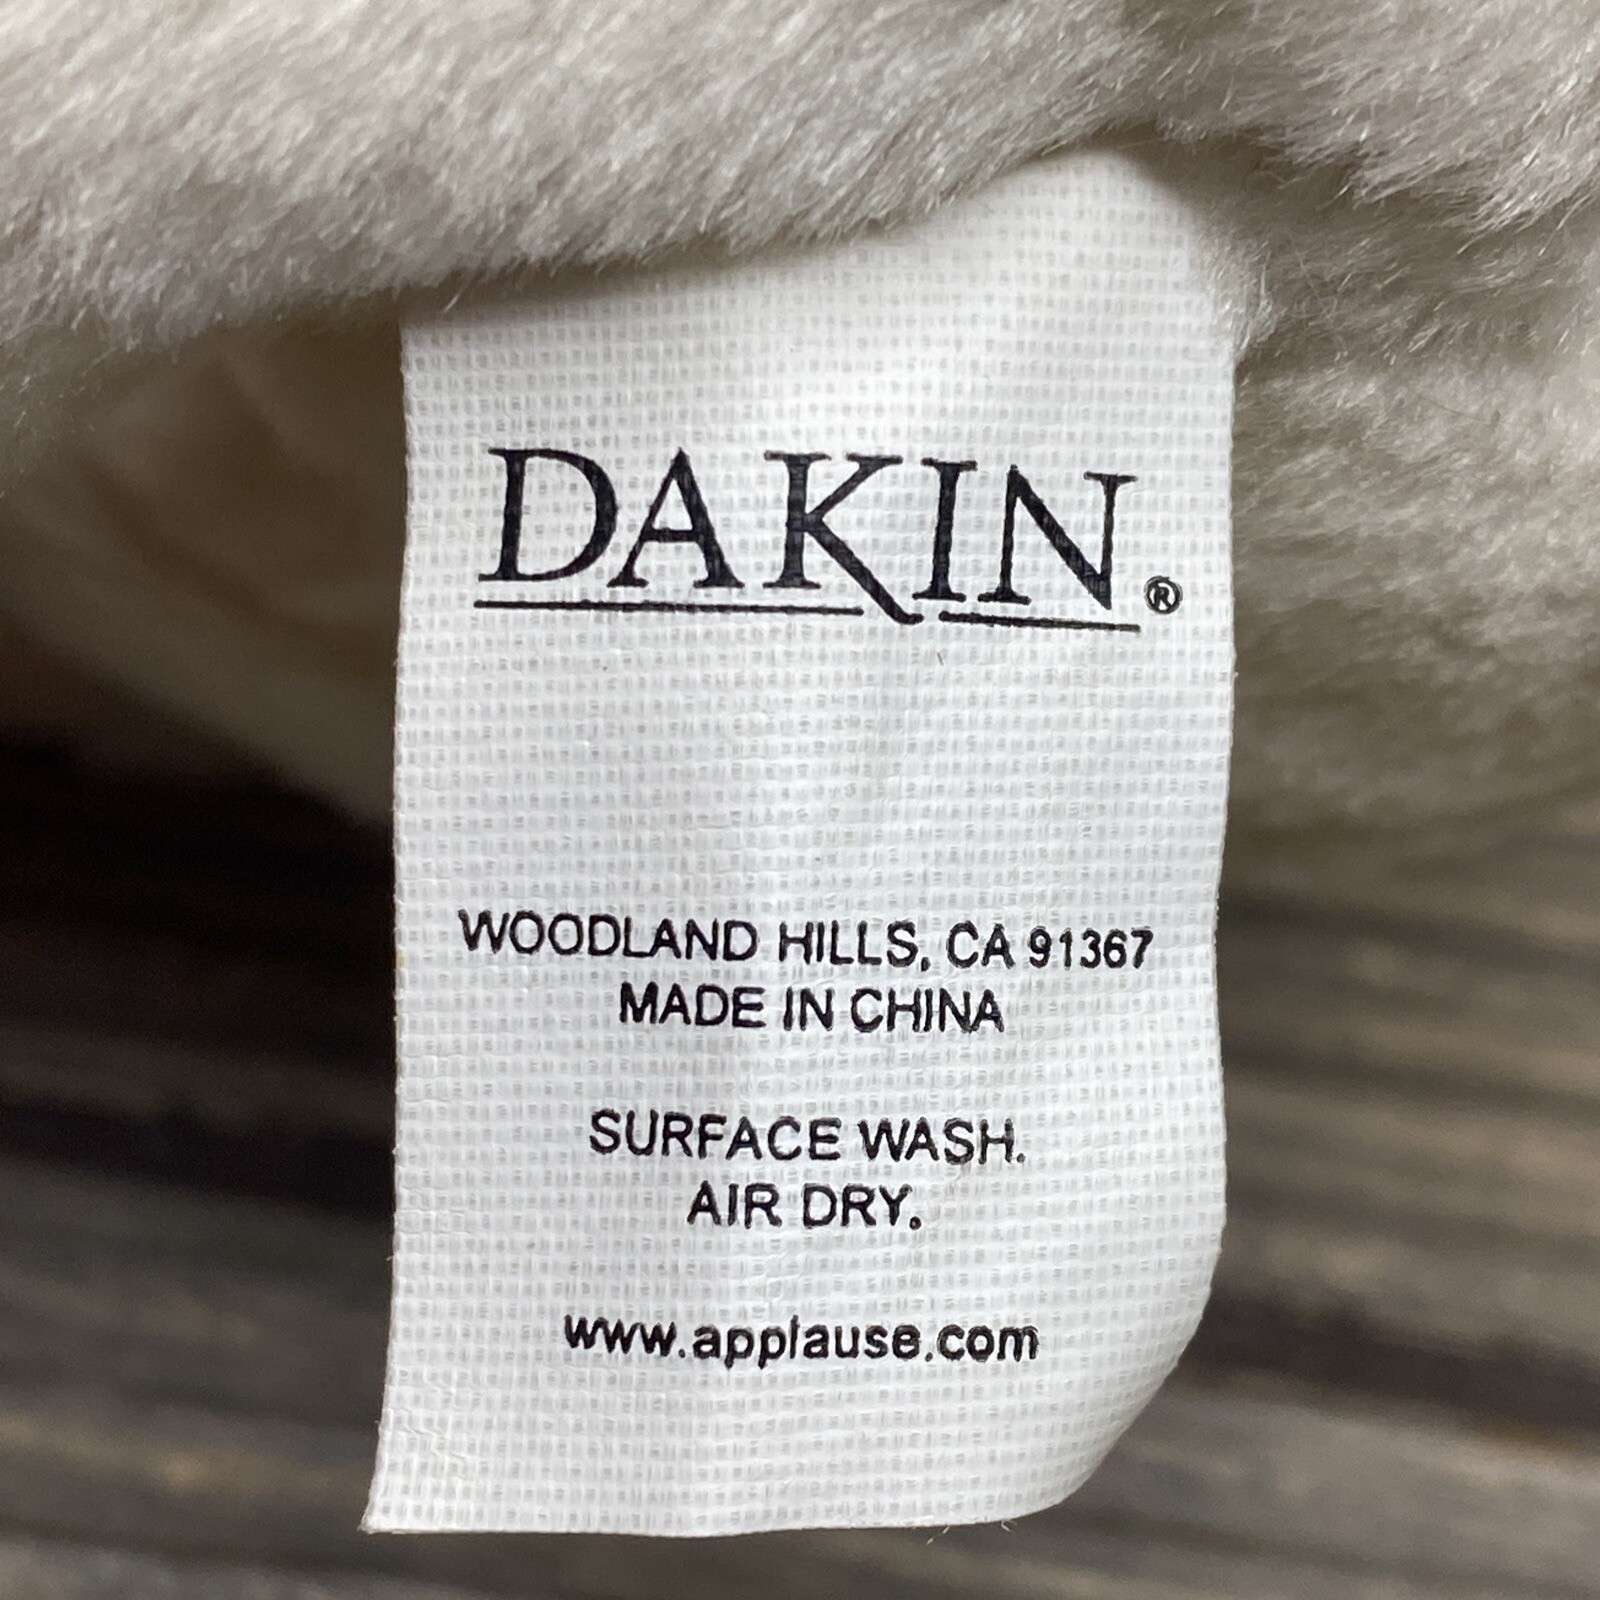 DAKIN®
WOODLAND HILLS, CA 91367
MADE IN CHINA
SURFACE WASH.
AIR DRY.
www.applause.com